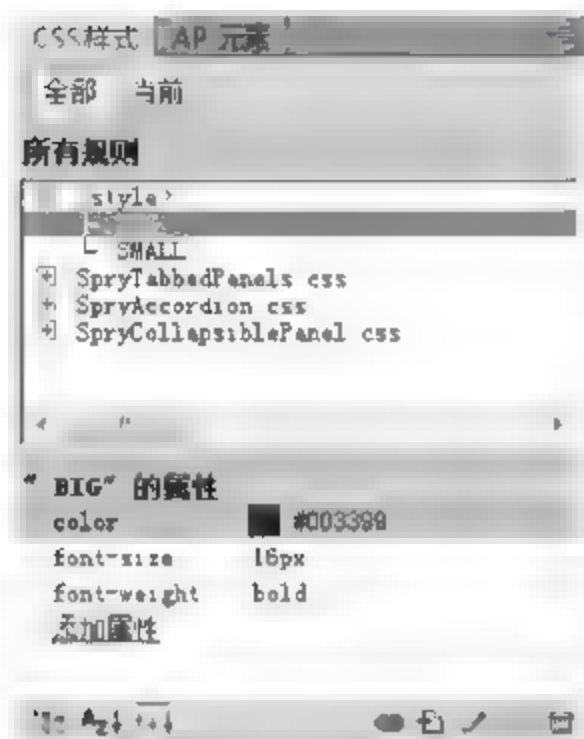 CSS样式 AP 元素
全部 当前
所有规则
style>
SMALL
SpryTabbedPanels css
SpryAccordion css
SpryCollapsiblePanel css
" BIG" 的属性
color #003399
font-size 16px
font-weight bold
添加属性